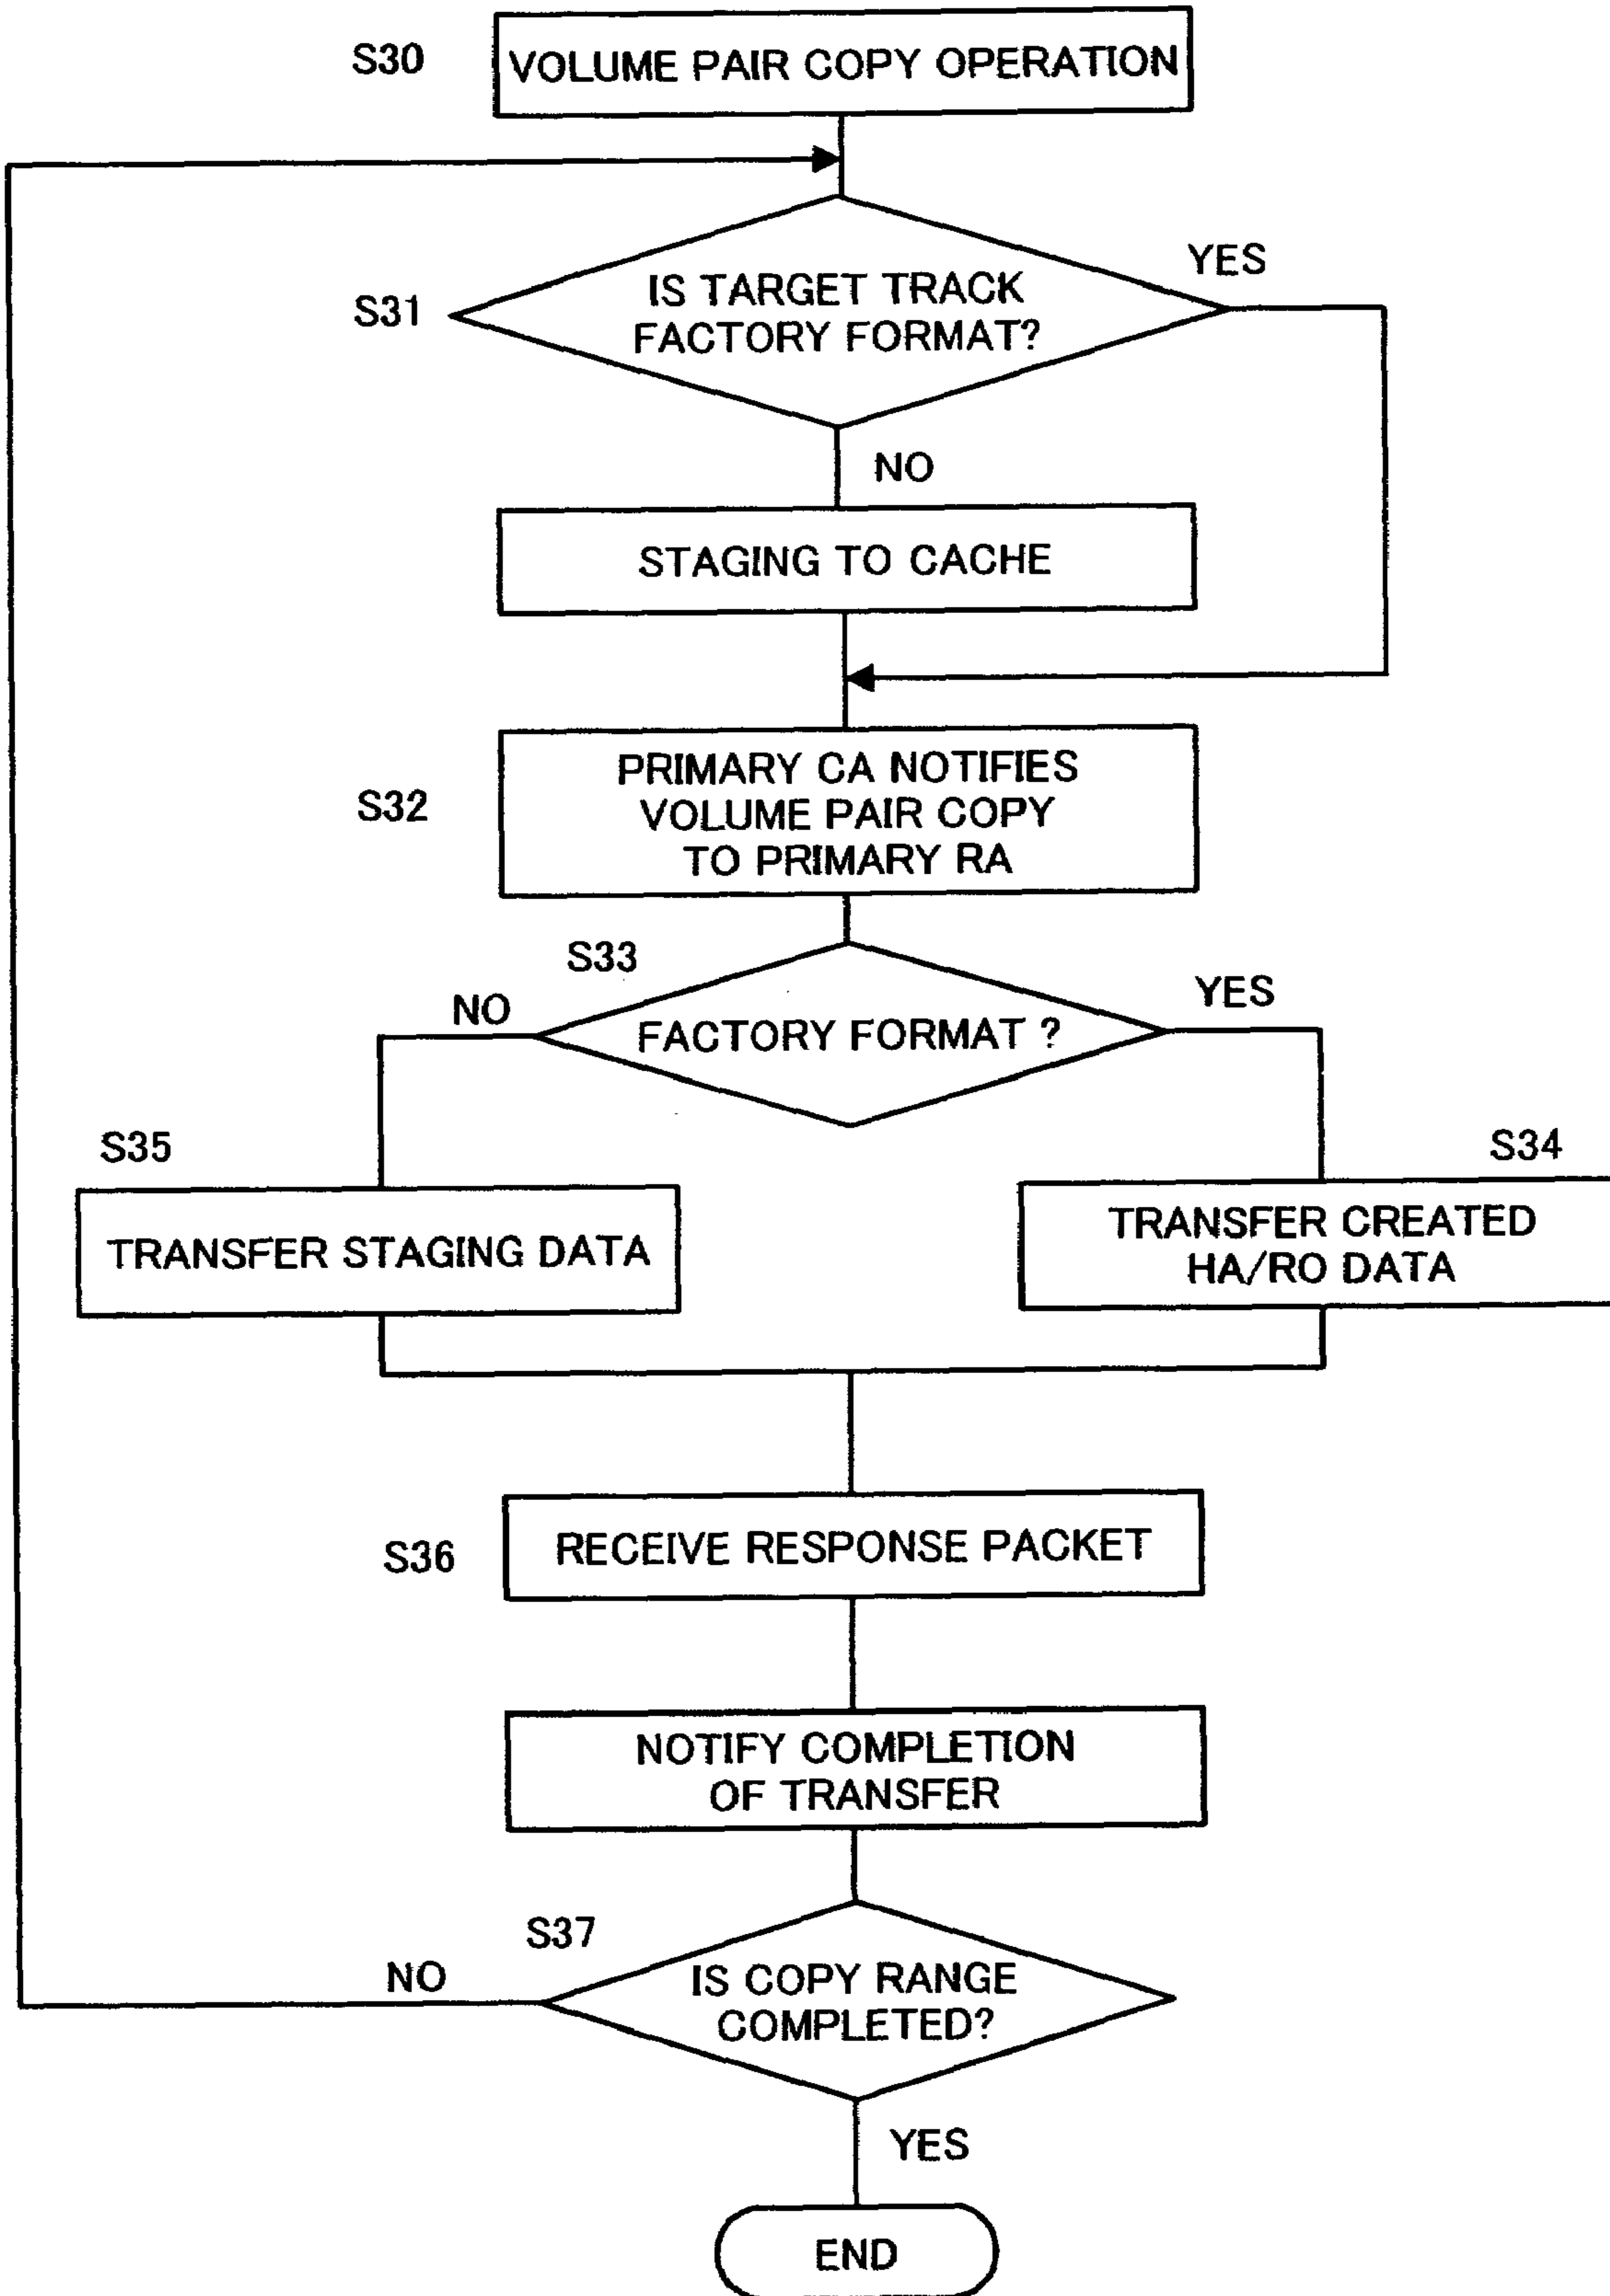 S30
VOLUME PAIR COPY OPERATION
S31
IS TARGET TRACK
FACTORY FORMAT?
YES
NO
STAGING TO CACHE
S32
PRIMARY CA NOTIFIES
VOLUME PAIR COPY
TO PRIMARY RA
S33
NO
FACTORY FORMAT ?
YES
S35
TRANSFER STAGING DATA
S34
TRANSFER CREATED
HA/RO DATA
S36
RECEIVE RESPONSE PACKET
NOTIFY COMPLETION
OF TRANSFER
S37
NO
IS COPY RANGE
COMPLETED?
YES
END